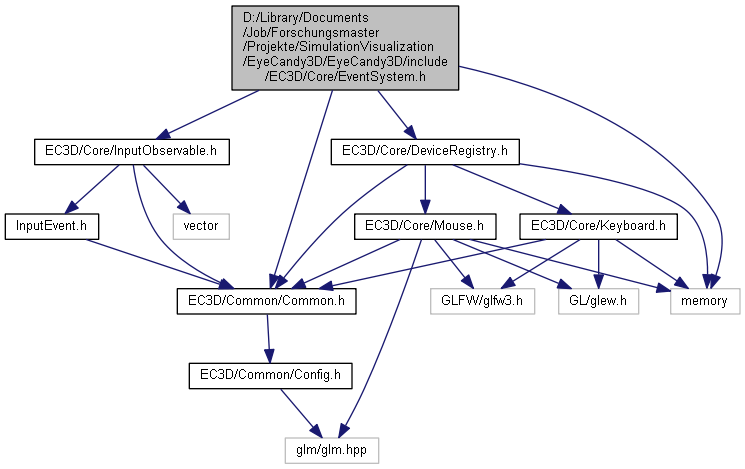 D:/Library/Documents
/Job/Forschungsmaster
/Projekte/SimulationVisualization
/EyeCandy3D/EyeCandy3D/include
/EC3D/Core/EventSystem.h
EC3D/Core/InputObservable.h
EC3D/Core/DeviceRegistry.h
InputEvent.h
vector
EC3D/Core/Mouse.h
EC3D/Core/Keyboard.h
EC3D/Common/Common.h
GLFW/glfw3.h
GL/glew.h
memory
EC3D/Common/Config.h
glm/glm.hpp